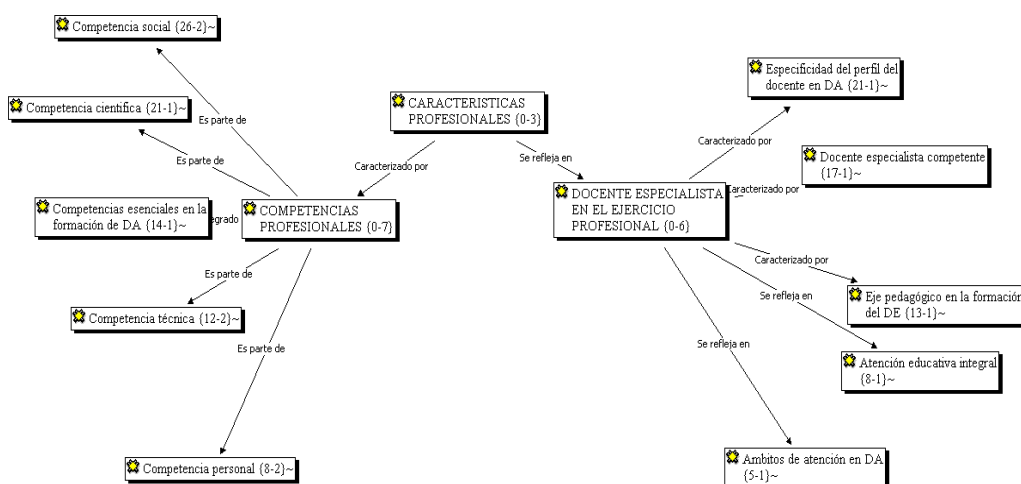 Competencia social {26-2}~
Especificidad del perfil del
docente en DA {21-1}~
Competencia cientifica {21-1}~
CARACTERISTICAS
PROFESIONALES {0-3}
Es parte de
Caracterizado por
Es parte de
Caracterizado por
Se refleja en
Docente especialista competente
{17-1}~
Competencias esenciales en la
formación de DA {14-1}~
egrado
COMPETENCIAS
PROFESIONALES {0-7}
DOCENTE ESPECIALISTA
EN EL EJERCICIO
PROFESIONAL {0-6}
Caracterizado por
Es parte de
Caracterizado por
Se refleja en
Eje pedagógico en la formación
del DE {13-1}~
Competencia técnica {12-2}~
Es parte de
Se refleja en
Atención educativa integral
{8-1}~
Competencia personal {8-2}~
Ambitos de atención en DA
{5-1}~